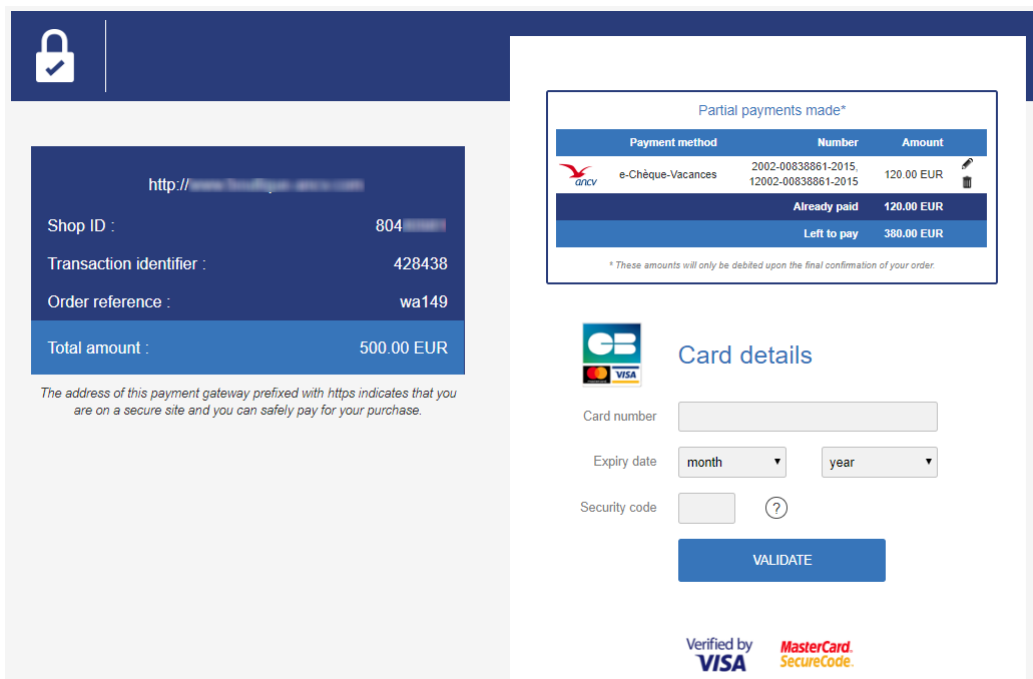 http://
Shop ID : 804
Transaction identifier : 428438
Order reference : wa149
Total amount : 500.00 EUR
The address of this payment gateway prefixed with https indicates that you
are on a secure site and you can safely pay for your purchase.
Partial payments made*
Payment method Number Amount
ancv e-Chèque-Vacances 2002-00838861-2015, 120.00 EUR
12002-00838861-2015
Already paid 120.00 EUR
Left to pay 380.00 EUR
* These amounts will only be debited upon the final confirmation of your order.
CB
VISA
Card details
Card number
Expiry date month year
Security code ?
VALIDATE
Verified by MasterCard.
VISA SecureCode.